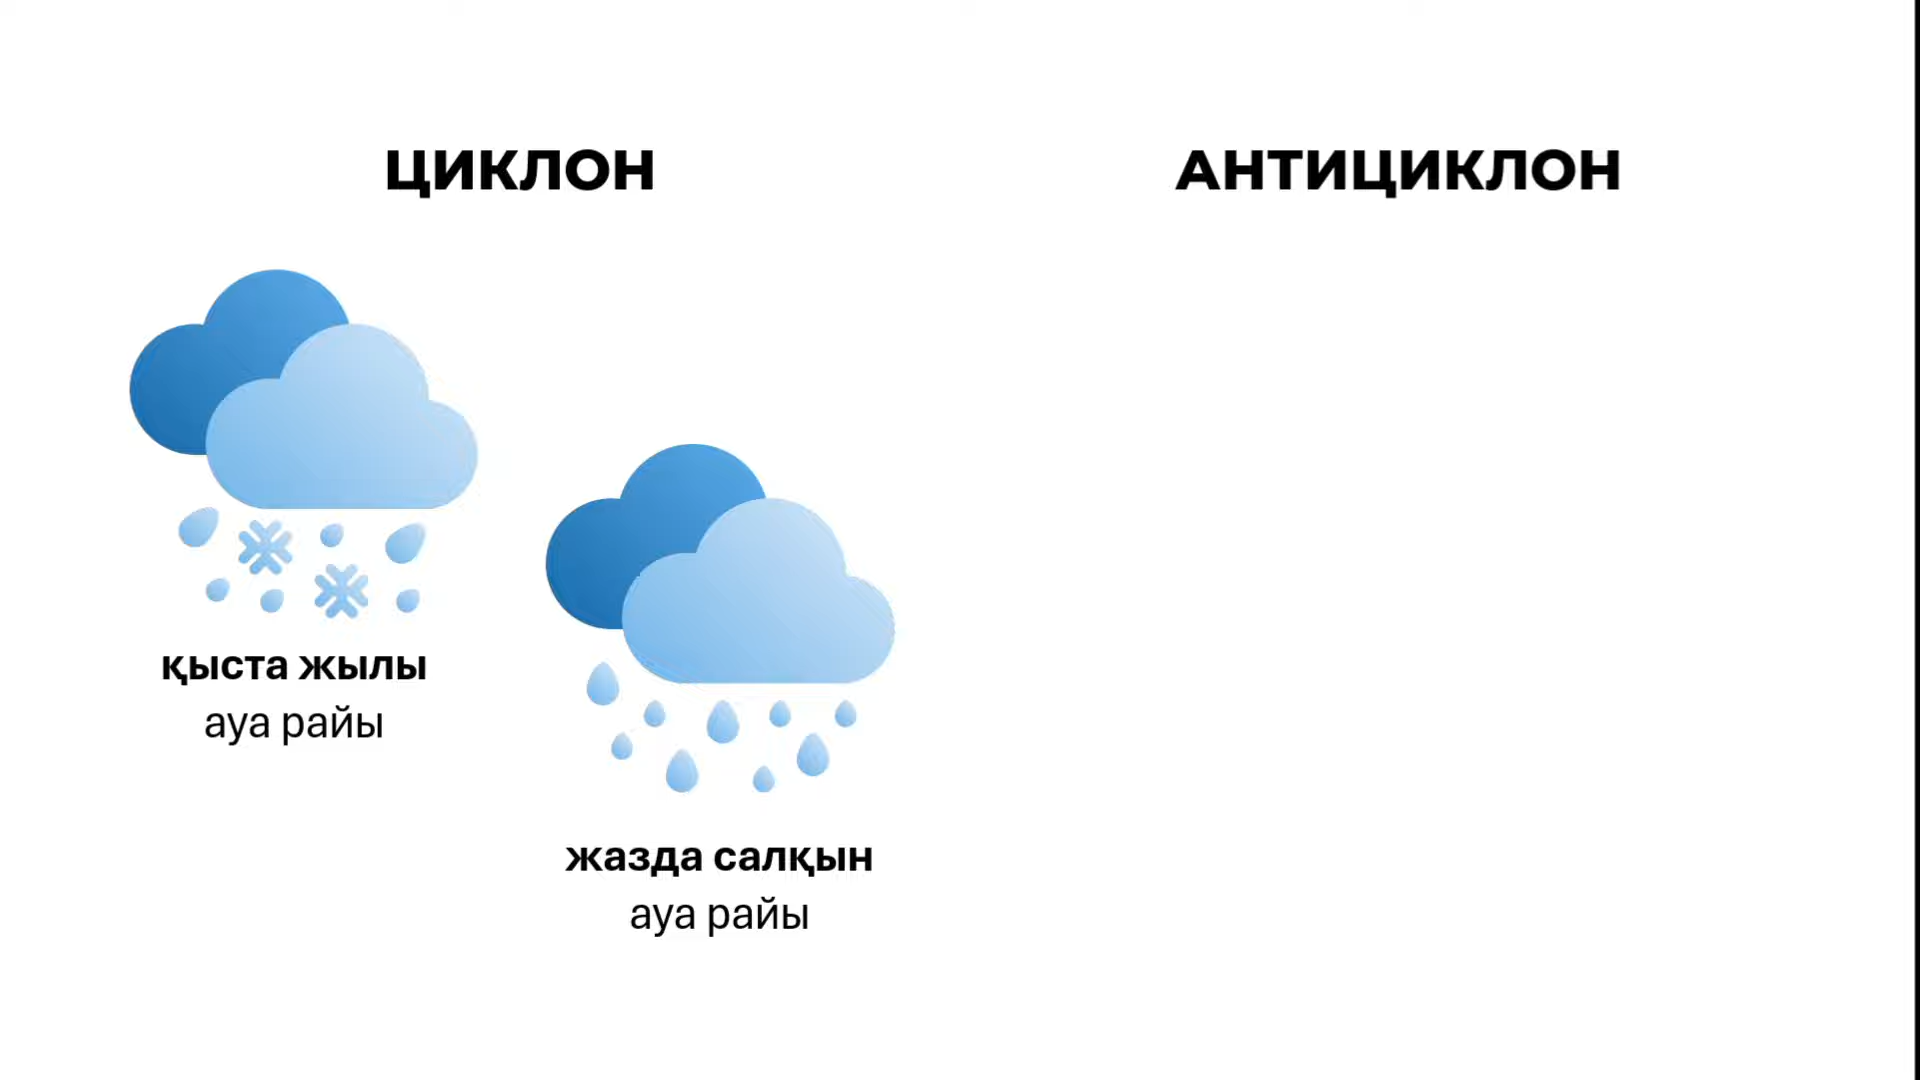 ЦИКЛОН
АНТИЦИКЛОН
қыста жылы
ауа райы
жазда салқын
ауа райы